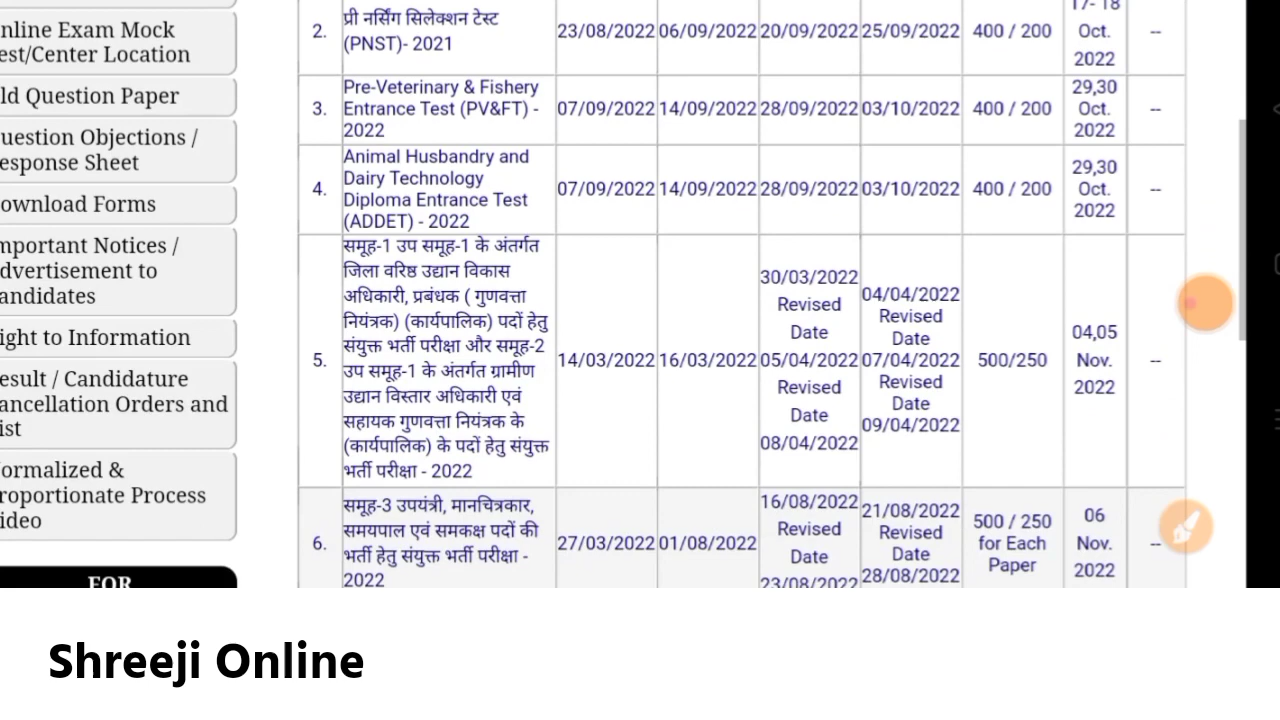 nline Exam Mock
est/Center Location
ld Question Paper
uestion Objections /
esponse Sheet
ownload Forms
mportant Notices /
dvertisement to
andidates
ight to Information
esult / Candidature
ancellation Orders and
ist
ormalized &
roportionate Process
ideo
FOR
2.
प्री नर्सिंग सिलेक्शन टेस्ट
(PNST)- 2021
23/08/2022
06/09/2022
20/09/2022
25/09/2022
400 / 200
17- 18
Oct.
2022
--
3.
Pre-Veterinary & Fishery
Entrance Test (PV&FT) -
2022
07/09/2022
14/09/2022
28/09/2022
03/10/2022
400 / 200
29,30
Oct.
2022
--
4.
Animal Husbandry and
Dairy Technology
Diploma Entrance Test
(ADDET) - 2022
07/09/2022
14/09/2022
28/09/2022
03/10/2022
400 / 200
29,30
Oct.
2022
--
5.
समूह-1 उप समूह-1 के अंतर्गत
जिला वरिष्ठ उद्यान विकास
अधिकारी, प्रबंधक ( गुणवत्ता
नियंत्रक) (कार्यपालिक) पदों हेतु
संयुक्त भर्ती परीक्षा और समूह-2
उप समूह-1 के अंतर्गत ग्रामीण
उद्यान विस्तार अधिकारी एवं
सहायक गुणवत्ता नियंत्रक के
(कार्यपालिक) के पदों हेतु संयुक्त
भर्ती परीक्षा - 2022
14/03/2022
16/03/2022
30/03/2022
Revised
Date
05/04/2022
Revised
Date
08/04/2022
04/04/2022
Revised
Date
07/04/2022
Revised
Date
09/04/2022
500/250
04,05
Nov.
2022
--
6.
समूह-3 उपयंत्री, मानचित्रकार,
समयपाल एवं समकक्ष पदों की
भर्ती हेतु संयुक्त भर्ती परीक्षा -
2022
27/03/2022
01/08/2022
16/08/2022
Revised
Date
23/08/2022
21/08/2022
Revised
Date
28/08/2022
500 / 250
for Each
Paper
06
Nov.
2022
--
Shreeji Online